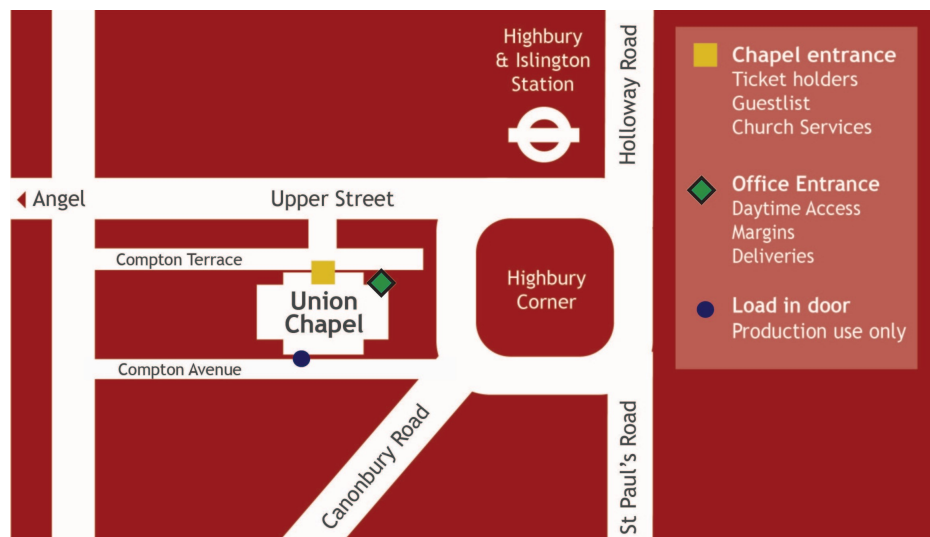 Highbury
& Islington
Station
Holloway Road
Angel
Upper Street
Compton Terrace
Union
Chapel
Highbury
Corner
Compton Avenue
Canonbury Road
St Paul's Road
Chapel entrance
Ticket holders
Guestlist
Church Services
Office Entrance
Daytime Access
Margins
Deliveries
Load in door
Production use only